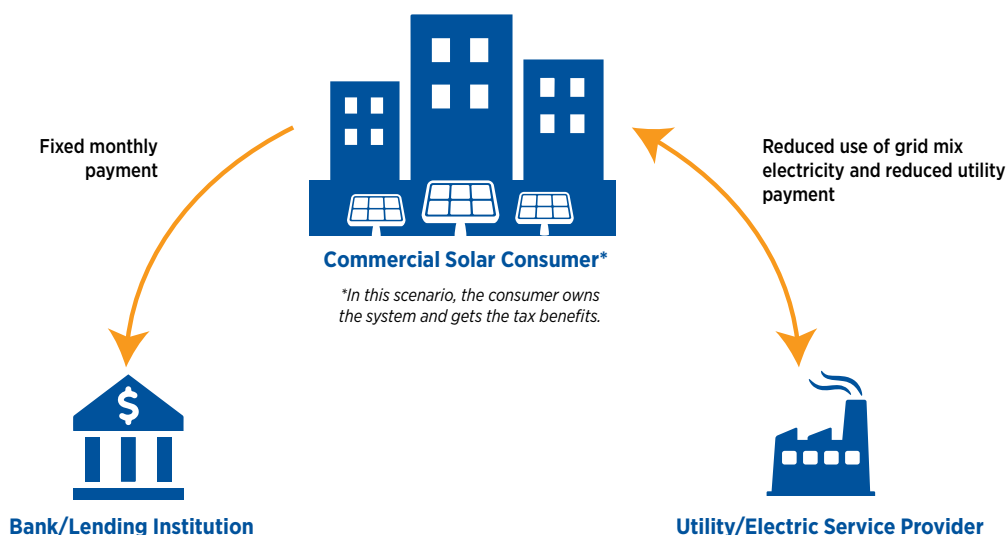 Fixed monthly
payment
Reduced use of grid mix
electricity and reduced utility
payment
Commercial Solar Consumer*
*In this scenario, the consumer owns
the system and gets the tax benefits.
$
Bank/Lending Institution
Utility/Electric Service Provider